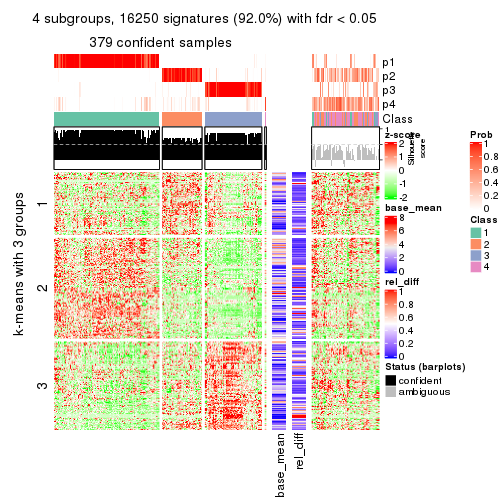 4 subgroups, 16250 signatures (92.0%) with fdr < 0.05
379 confident samples
p1
p2
p3
p4
Class
1
Silhouette
score
k-means with 3 groups
1
2
3
base_mean
rel_diff
z-score
2
1
0
-1
-2
base_mean
8
6
4
2
0
rel_diff
1
0.8
0.6
0.4
0.2
0
Status (barplots)
confident
ambiguous
Prob
1
0.8
0.6
0.4
0.2
0
Class
1
2
3
4